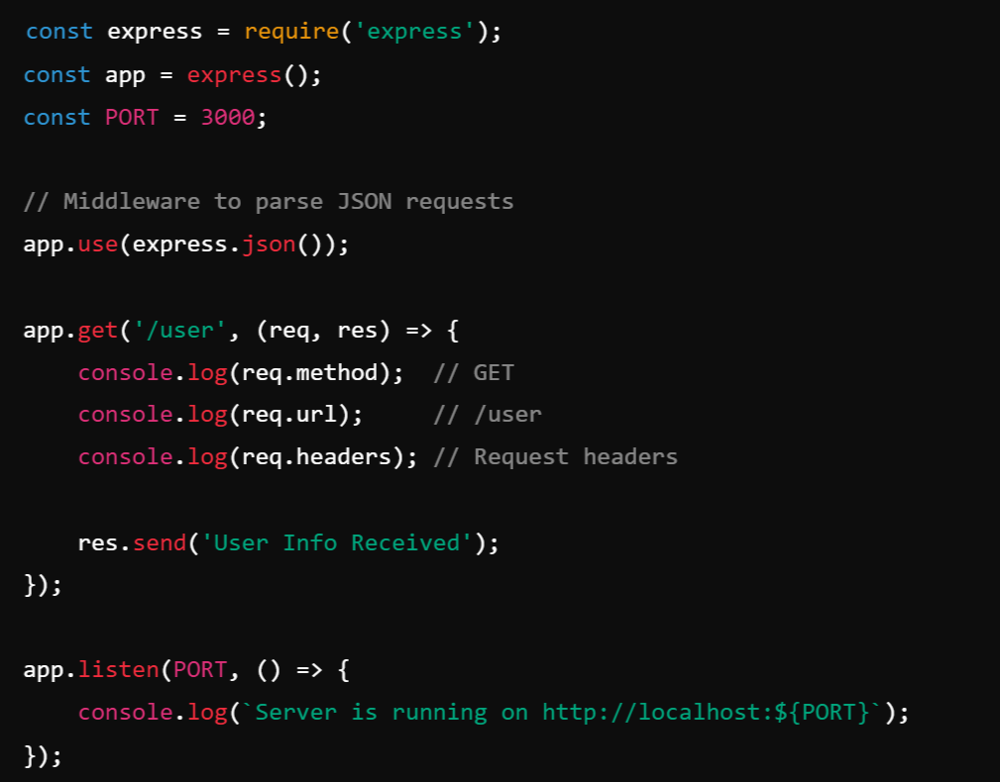 const express = require('express');
const app = express();
const PORT = 3000;
// Middleware to parse JSON requests
app.use(express.json());
app.get('/user', (req, res) => {
    console.log(req.method);  // GET
    console.log(req.url);     // /user
    console.log(req.headers); // Request headers
    res.send('User Info Received');
});
app.listen(PORT, () => {
    console.log(`Server is running on http://localhost:${PORT}`);
});